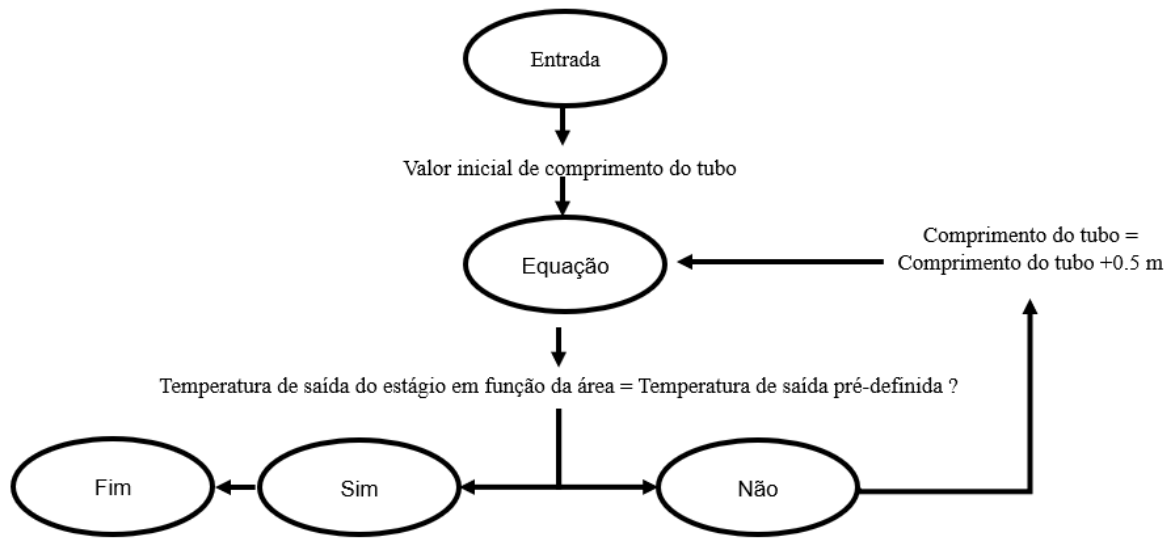 Entrada
Valor inicial de comprimento do tubo
Equação
Comprimento do tubo =
Comprimento do tubo +0.5 m
Temperatura de saída do estágio em função da área = Temperatura de saída pré-definida ?
Fim
Sim
Não